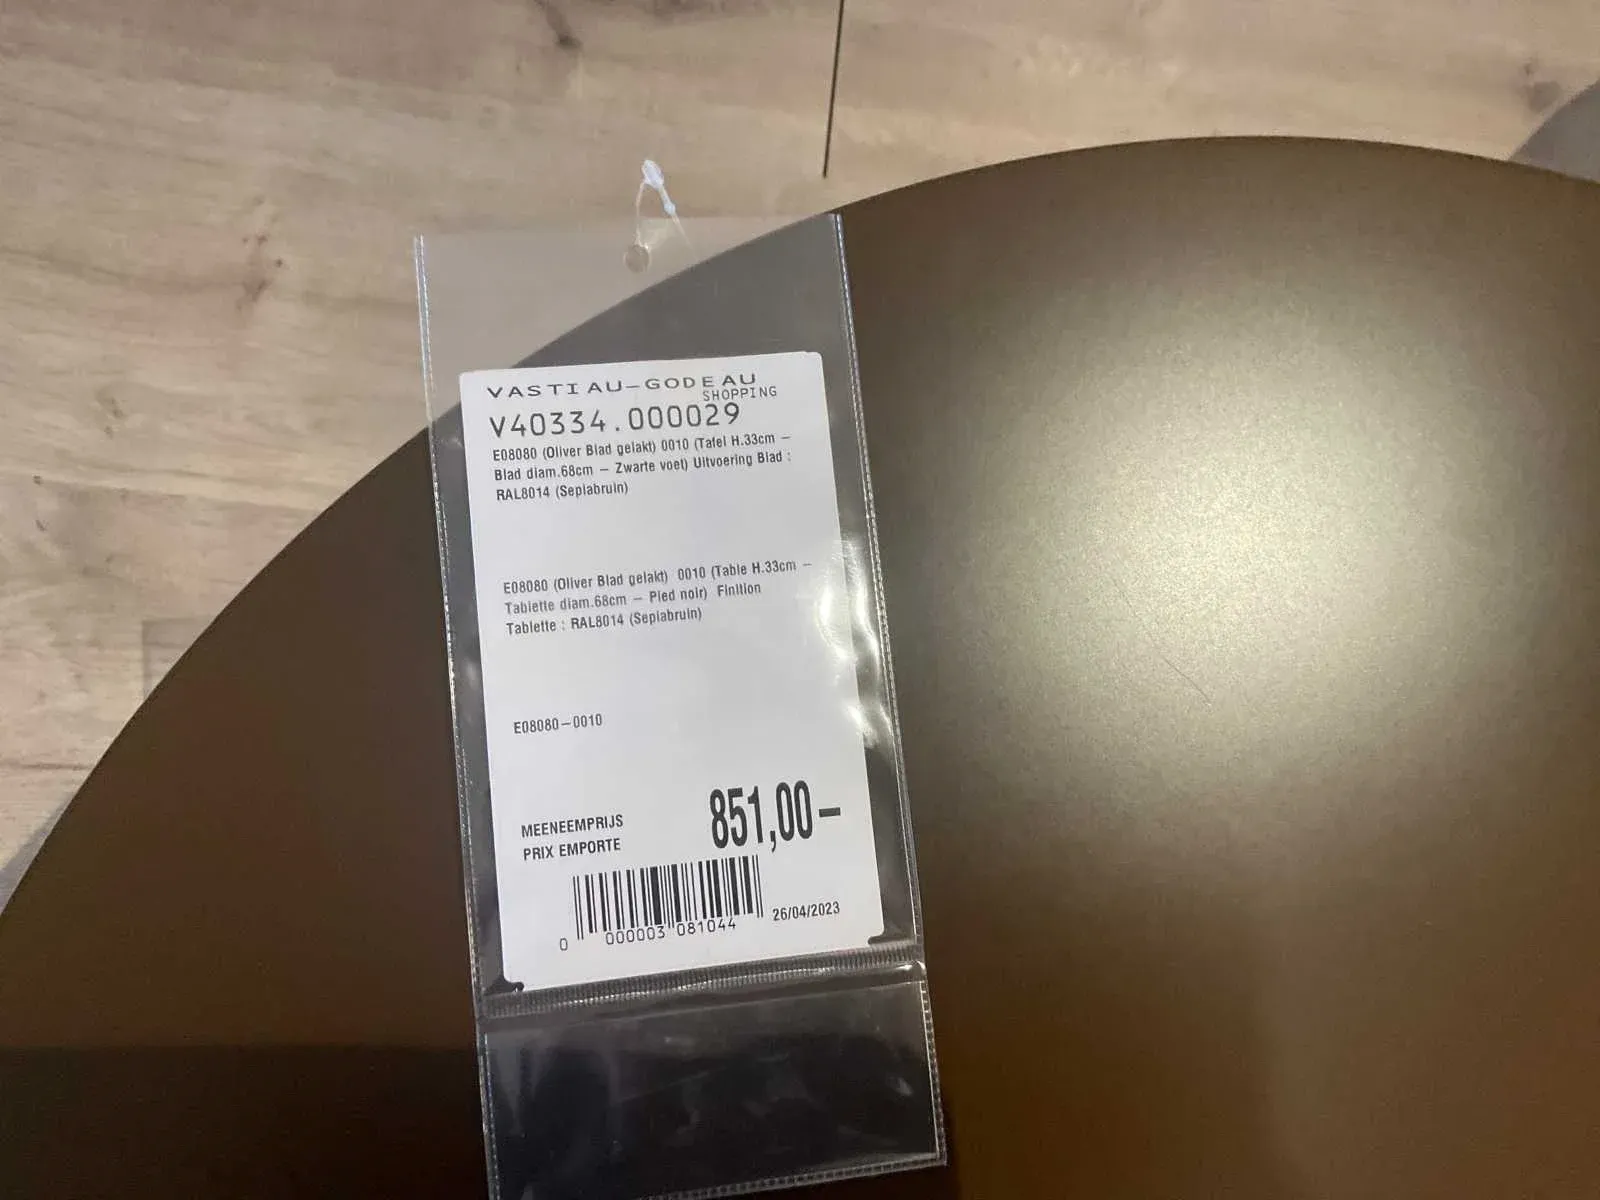 VASTIAU-GODEAU
SHOPPING
V40334.000029
E08080 (Oliver Blad gelakt) 0010 (Tafel H.33cm –
Blad diam.68cm – Zwarte voet) Uitvoering Blad :
RAL8014 (Sepiabruin)
E08080 (Oliver Blad gelakt) 0010 (Table H.33cm –
Tablette diam.68cm – Pied noir) Finition
Tablette : RAL8014 (Sepiabruin)
E08080-0010
MEENEEMPRIJS 851,00-
PRIX EMPORTE
0 000003 081044 26/04/2023